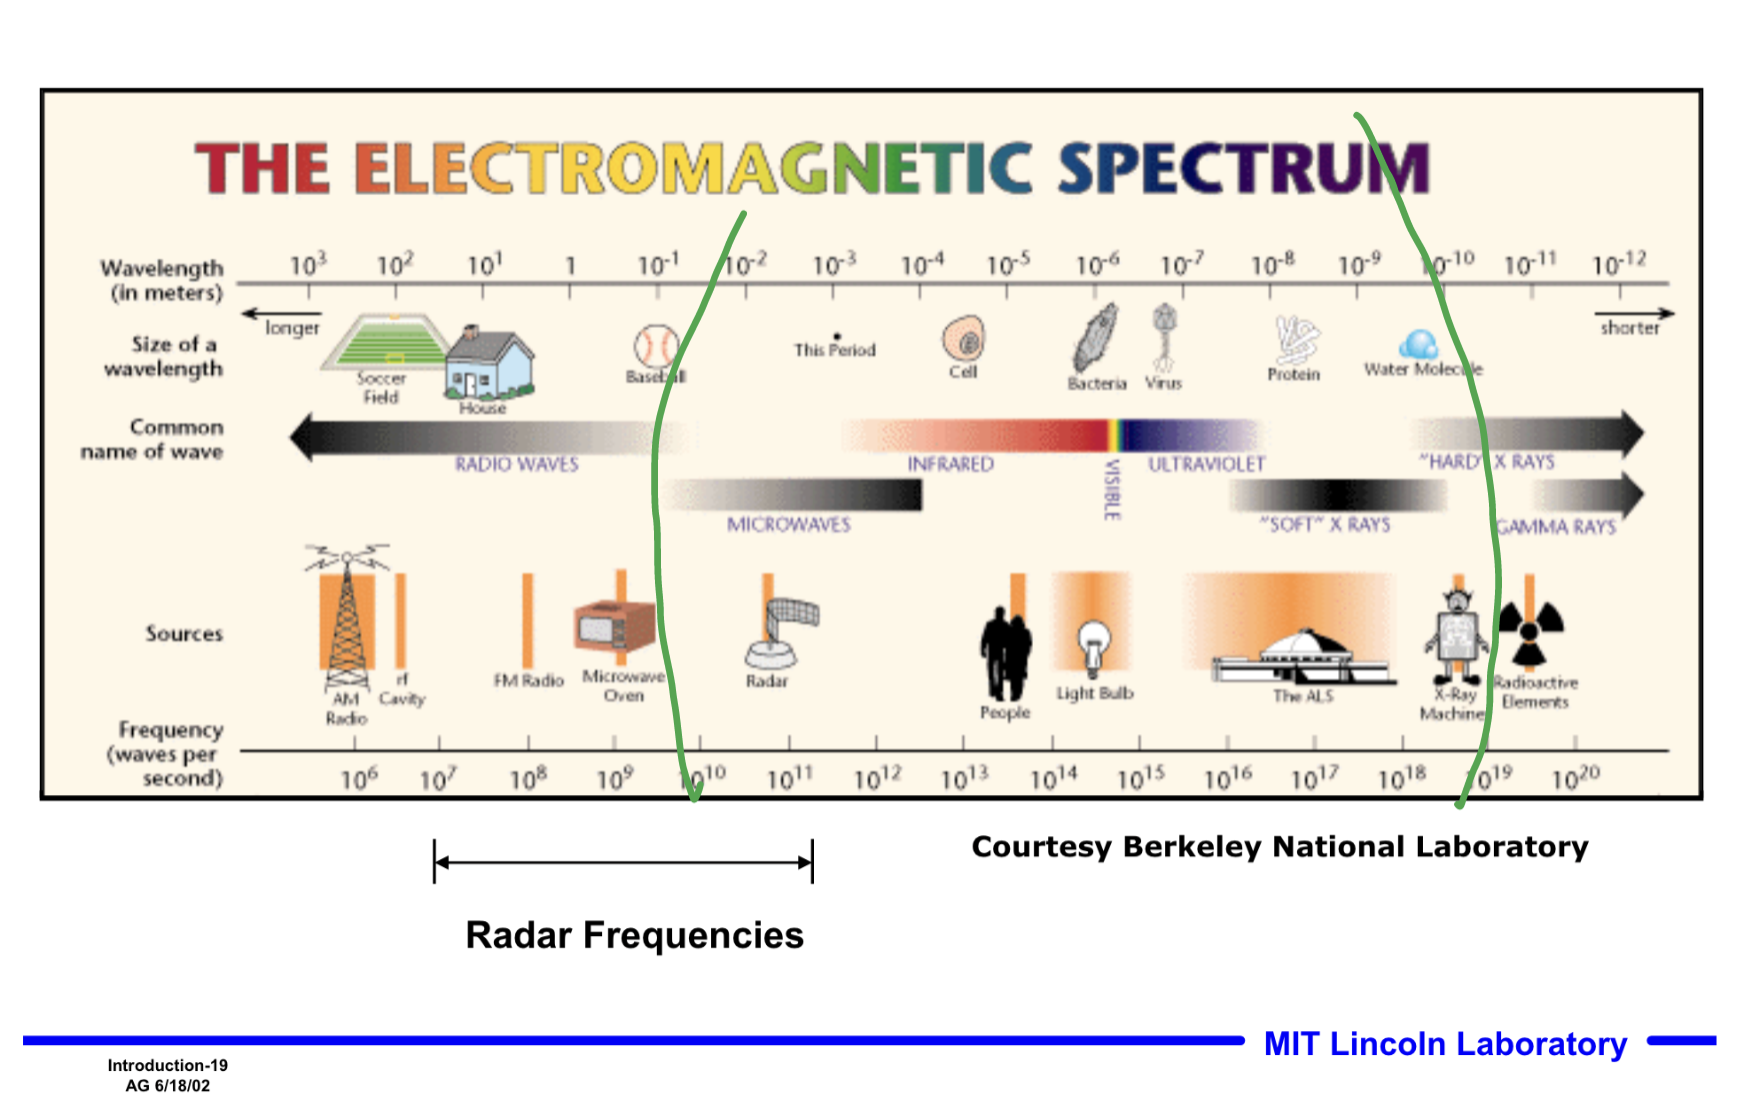 THE ELECTROMAGNETIC SPECTRUM
Wavelength
(in meters)
10³ 10² 10¹ 1 10⁻¹ 10⁻² 10⁻³ 10⁻⁴ 10⁻⁵ 10⁻⁶ 10⁻⁷ 10⁻⁸ 10⁻⁹ 10⁻¹⁰ 10⁻¹¹ 10⁻¹²
longer
shorter
Size of a
wavelength
Soccer
Field
House
Baseball
This Period
Cell
Bacteria
Virus
Protein
Water Molecule
Common
name of wave
RADIO WAVES
INFRARED
VISIBLE
ULTRAVIOLET
"HARD" X RAYS
MICROWAVES
"SOFT" X RAYS
GAMMA RAYS
Sources
AM
Radio
rf
Cavity
FM Radio
Microwave
Oven
Radar
People
Light Bulb
The ALS
X-Ray
Machine
Radioactive
Elements
Frequency
(waves per
second)
10⁶ 10⁷ 10⁸ 10⁹ 10¹⁰ 10¹¹ 10¹² 10¹³ 10¹⁴ 10¹⁵ 10¹⁶ 10¹⁷ 10¹⁸ 10¹⁹ 10²⁰
Courtesy Berkeley National Laboratory
Radar Frequencies
MIT Lincoln Laboratory
Introduction-19
AG 6/18/02